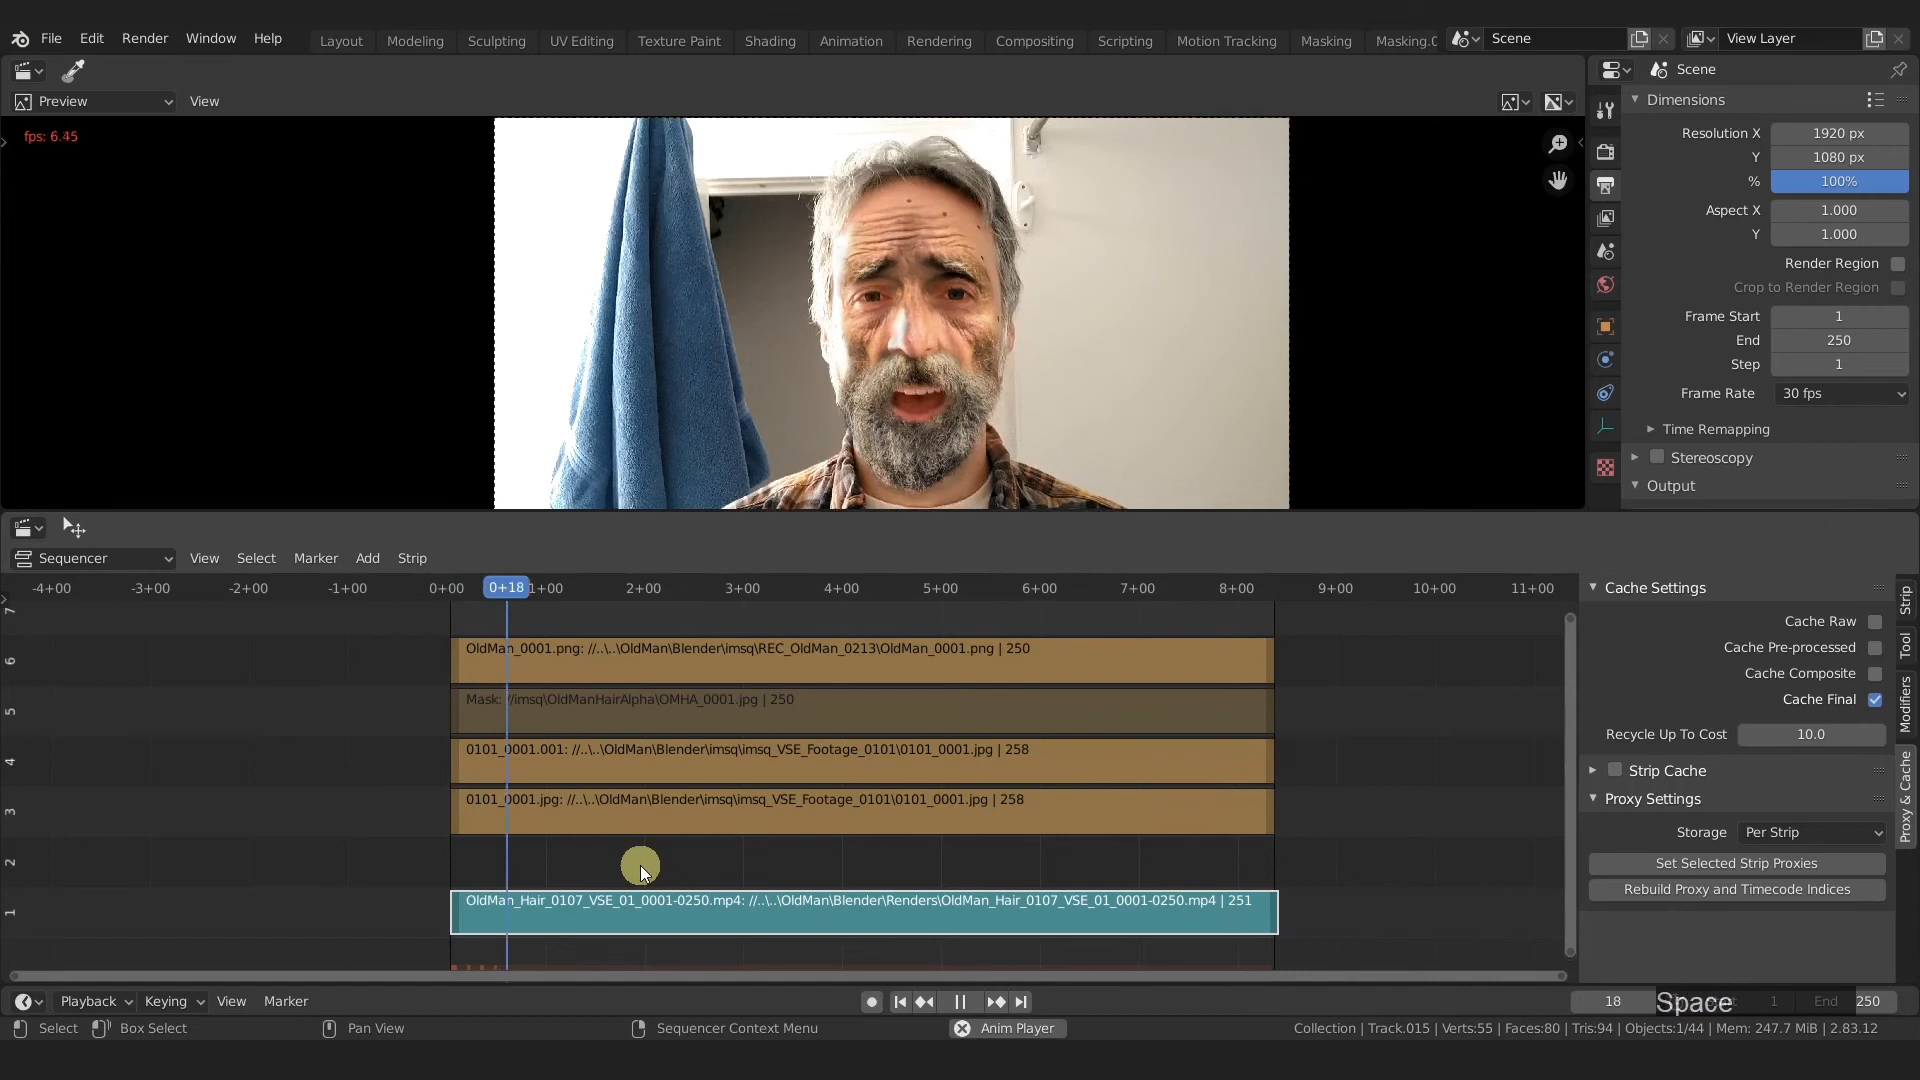 File Edit Render Window Help Layout Modeling Sculpting UV Editing Texture Paint Shading Animation Rendering Compositing Scripting Motion Tracking Masking Masking.0 Scene View Layer
Scene
Preview View
fps: 6.45
Dimensions
Resolution X 1920 px
Y 1080 px
% 100%
Aspect X 1.000
Y 1.000
Render Region
Crop to Render Region
Frame Start 1
End 250
Step 1
Frame Rate 30 fps
Time Remapping
Stereoscopy
Output
Sequencer View Select Marker Add Strip
-4+00 -3+00 -2+00 -1+00 0+00 0+18 1+00 2+00 3+00 4+00 5+00 6+00 7+00 8+00 9+00 10+00 11+00
7
6 OldMan_0001.png: //..\..\OldMan\Blender\imsq\REC_OldMan_0213\OldMan_0001.png | 250
5 Mask: //imsq\OldManHairAlpha\OMHA_0001.jpg | 250
4 0101_0001.001: //..\..\OldMan\Blender\imsq\imsq_VSE_Footage_0101\0101_0001.jpg | 258
3 0101_0001.jpg: //..\..\OldMan\Blender\imsq\imsq_VSE_Footage_0101\0101_0001.jpg | 258
2
1 OldMan_Hair_0107_VSE_01_0001-0250.mp4: //..\..\OldMan\Blender\Renders\OldMan_Hair_0107_VSE_01_0001-0250.mp4 | 251
Cache Settings
Cache Raw
Cache Pre-processed
Cache Composite
Cache Final
Recycle Up To Cost 10.0
Strip Cache
Proxy Settings
Storage Per Strip
Set Selected Strip Proxies
Rebuild Proxy and Timecode Indices
Strip
Tool
Modifiers
Proxy & Cache
Playback Keying View Marker 18 Space 1 End 250
Select Box Select Pan View Sequencer Context Menu Anim Player Collection | Track.015 | Verts:55 | Faces:80 | Tris:94 | Objects:1/44 | Mem: 247.7 MiB | 2.83.12